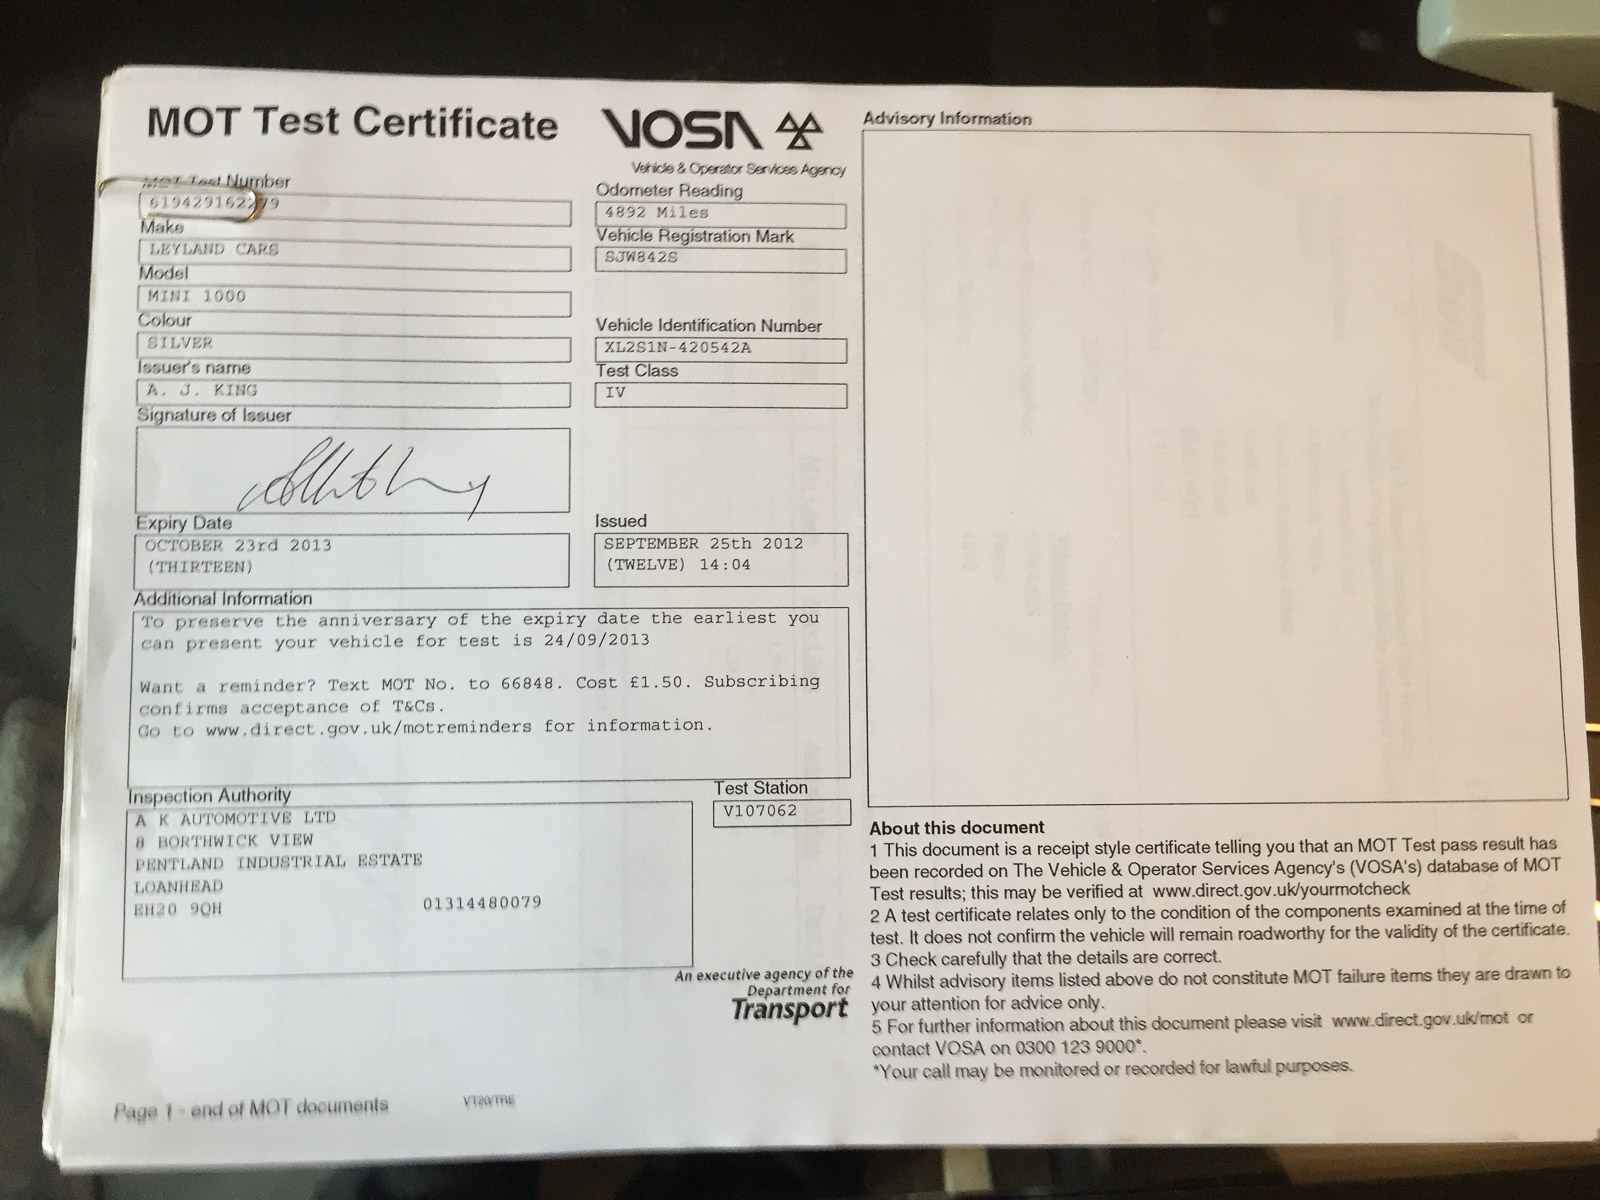 MOT Test Certificate
VOSA
Vehicle & Operator Services Agency
MOT Test Number
619429162279
Make
LEYLAND CARS
Model
MINI 1000
Colour
SILVER
Issuer's name
A. J. KING
Signature of Issuer
Odometer Reading
4892 Miles
Vehicle Registration Mark
SJW842S
Vehicle Identification Number
XL2S1N-420542A
Test Class
IV
Expiry Date
OCTOBER 23rd 2013
(THIRTEEN)
Issued
SEPTEMBER 25th 2012
(TWELVE) 14:04
Additional Information
To preserve the anniversary of the expiry date the earliest you
can present your vehicle for test is 24/09/2013
Want a reminder? Text MOT No. to 66848. Cost £1.50. Subscribing
confirms acceptance of T&Cs.
Go to www.direct.gov.uk/motreminders for information.
Inspection Authority
A K AUTOMOTIVE LTD
8 BORTHWICK VIEW
PENTLAND INDUSTRIAL ESTATE
LOANHEAD
EH20 9QH 01314480079
Test Station
V107062
An executive agency of the
Department for
Transport
Page 1 - end of MOT documents VT20/TRE
Advisory Information
About this document
1 This document is a receipt style certificate telling you that an MOT Test pass result has
been recorded on The Vehicle & Operator Services Agency's (VOSA's) database of MOT
Test results; this may be verified at www.direct.gov.uk/yourmotcheck
2 A test certificate relates only to the condition of the components examined at the time of
test. It does not confirm the vehicle will remain roadworthy for the validity of the certificate.
3 Check carefully that the details are correct.
4 Whilst advisory items listed above do not constitute MOT failure items they are drawn to
your attention for advice only.
5 For further information about this document please visit www.direct.gov.uk/mot or
contact VOSA on 0300 123 9000*.
*Your call may be monitored or recorded for lawful purposes.